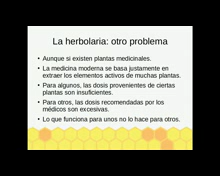 La herbolaria: otro problema
• Aunque si existen plantas medicinales.
• La medicina moderna se basa justamente en
extraer los elementos activos de muchas plantas.
• Para algunos, las dosis provenientes de ciertas
plantas son insuficientes.
• Para otros, las dosis recomendadas por los
médicos son excesivas.
• Lo que funciona para unos no lo hace para otros.